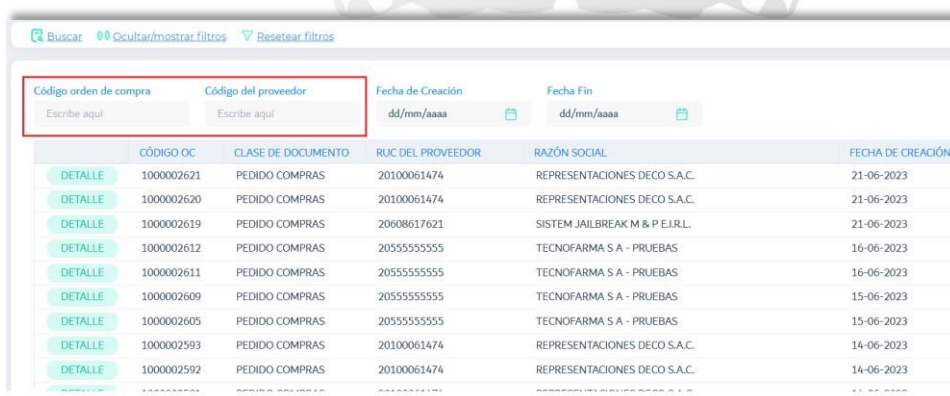 Buscar Ocultar/mostrar filtros Resetear filtros
Código orden de compra Código del proveedor Fecha de Creación Fecha Fin
Escribe aquí Escribe aquí dd/mm/aaaa dd/mm/aaaa
CÓDIGO OC CLASE DE DOCUMENTO RUC DEL PROVEEDOR RAZÓN SOCIAL FECHA DE CREACIÓN
DETALLE 1000002621 PEDIDO COMPRAS 20100061474 REPRESENTACIONES DECO S.A.C. 21-06-2023
DETALLE 1000002620 PEDIDO COMPRAS 20100061474 REPRESENTACIONES DECO S.A.C. 21-06-2023
DETALLE 1000002619 PEDIDO COMPRAS 20608617621 SISTEM JAILBREAK M & P E.I.R.L. 21-06-2023
DETALLE 1000002612 PEDIDO COMPRAS 20555555555 TECNOFARMA S A - PRUEBAS 16-06-2023
DETALLE 1000002611 PEDIDO COMPRAS 20555555555 TECNOFARMA S A - PRUEBAS 16-06-2023
DETALLE 1000002609 PEDIDO COMPRAS 20555555555 TECNOFARMA S A - PRUEBAS 15-06-2023
DETALLE 1000002605 PEDIDO COMPRAS 20555555555 TECNOFARMA S A - PRUEBAS 15-06-2023
DETALLE 1000002593 PEDIDO COMPRAS 20100061474 REPRESENTACIONES DECO S.A.C. 14-06-2023
DETALLE 1000002592 PEDIDO COMPRAS 20100061474 REPRESENTACIONES DECO S.A.C. 14-06-2023